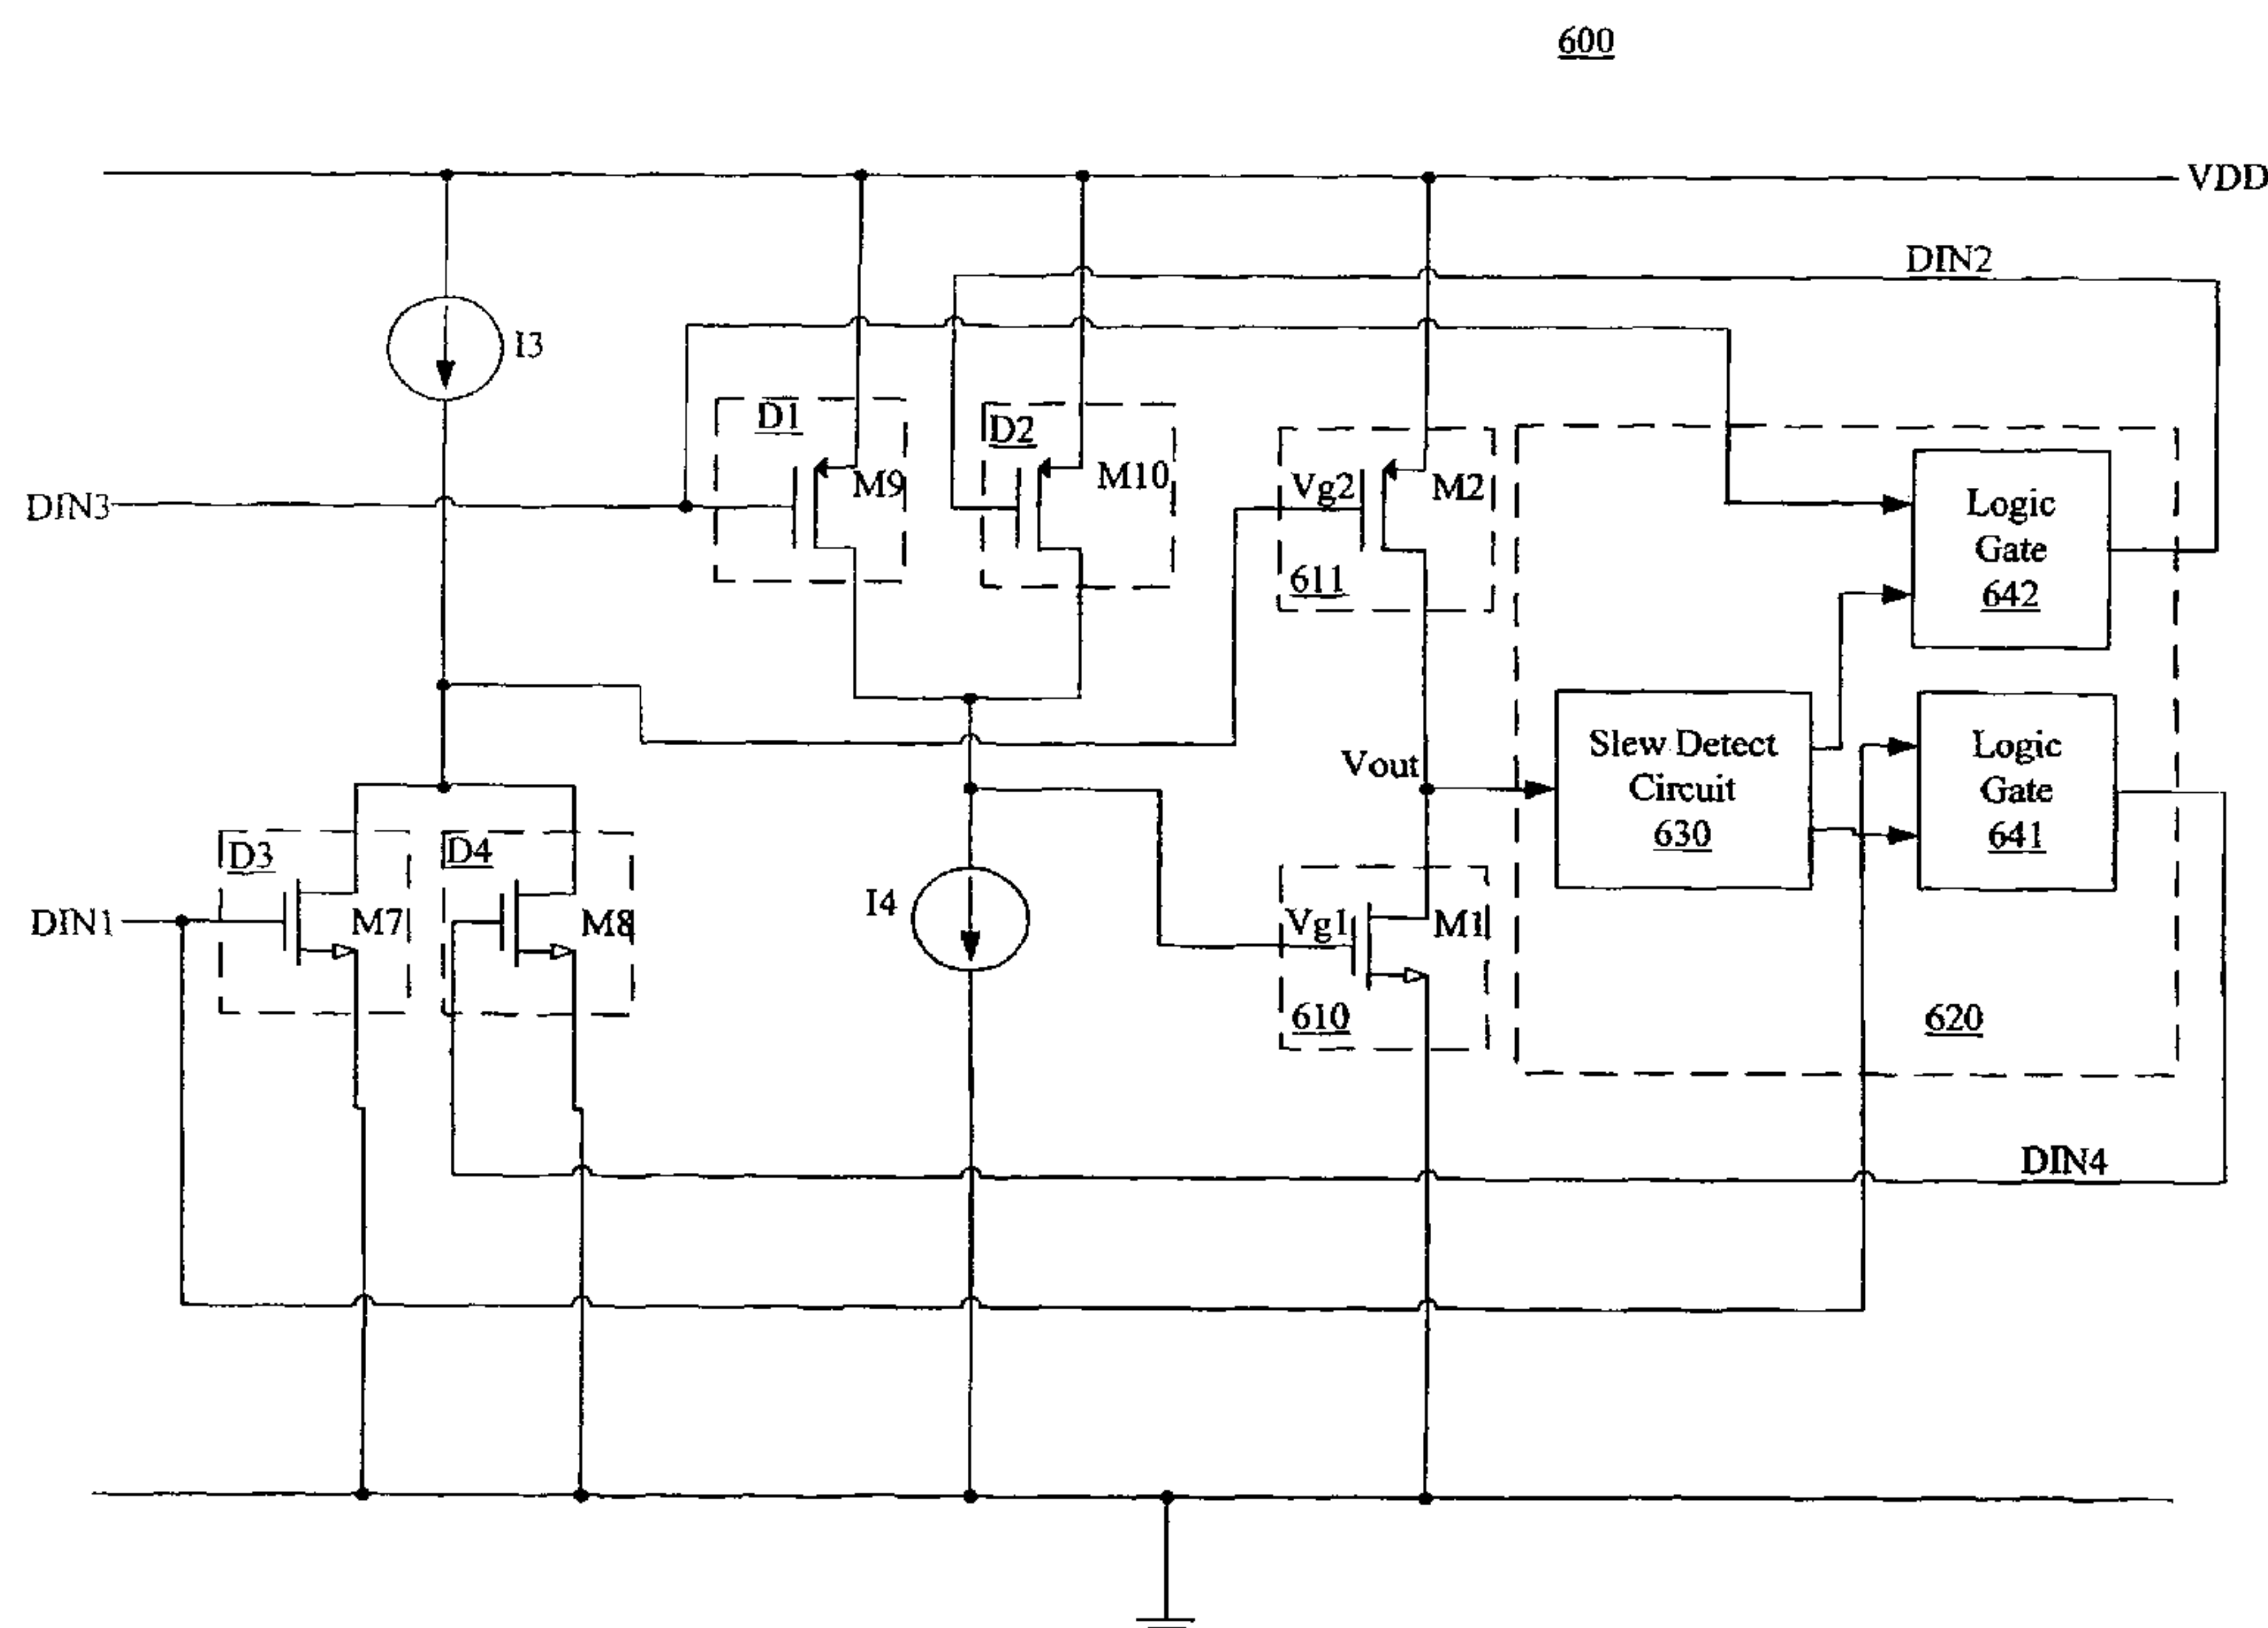 600
VDD
DIN2
I3
D1
D2
M9
M10
Vg2
M2
DIN3
611
Logic
Gate
642
Vout
Slew Detect
Circuit
630
Logic
Gate
641
D3
D4
I4
DIN1
M7
M8
Vg1
M1
610
620
DIN4